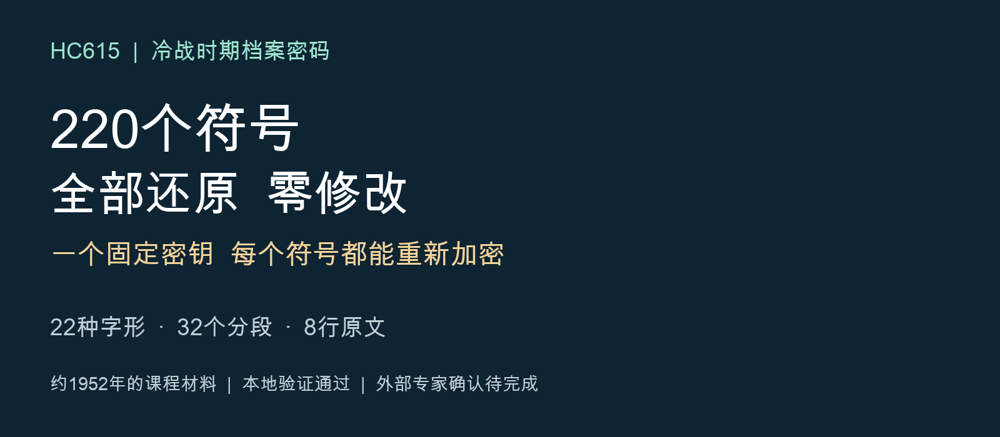 HC615 | 冷战时期档案密码
220个符号
全部还原 零修改
一个固定密钥 每个符号都能重新加密
22种字形 · 32个分段 · 8行原文
约1952年的课程材料 | 本地验证通过 | 外部专家确认待完成